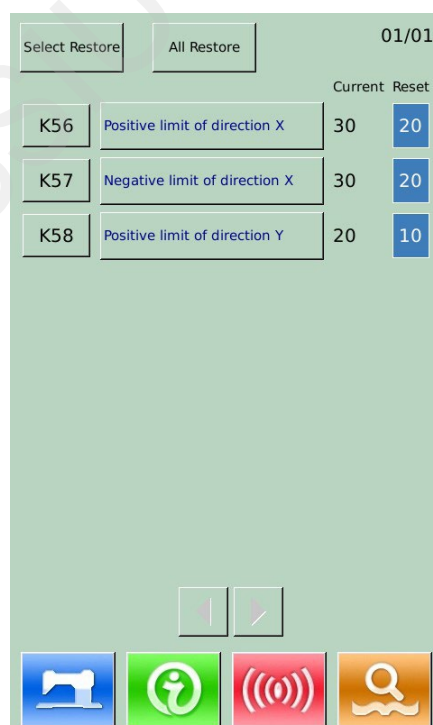 Select Restore All Restore 01/01
Current Reset
K56 Positive limit of direction X 30 20
K57 Negative limit of direction X 30 20
K58 Positive limit of direction Y 20 10